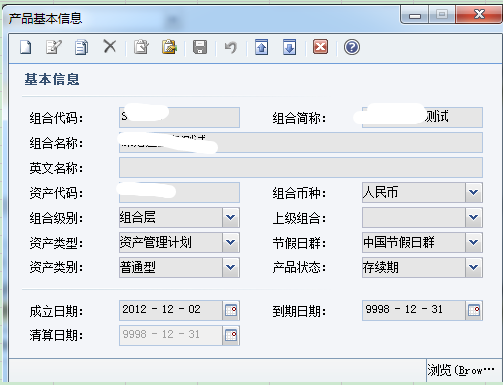 产品基本信息
基本信息
组合代码： 组合简称： 测试
组合名称：
英文名称：
资产代码： 组合币种： 人民币
组合级别： 组合层 上级组合：
资产类型： 资产管理计划 节假日群： 中国节假日群
资产类别： 普通型 产品状态： 存续期
成立日期： 2012 - 12 - 02 到期日期： 9998 - 12 - 31
清算日期： 9998 - 12 - 31
浏览(Brow…